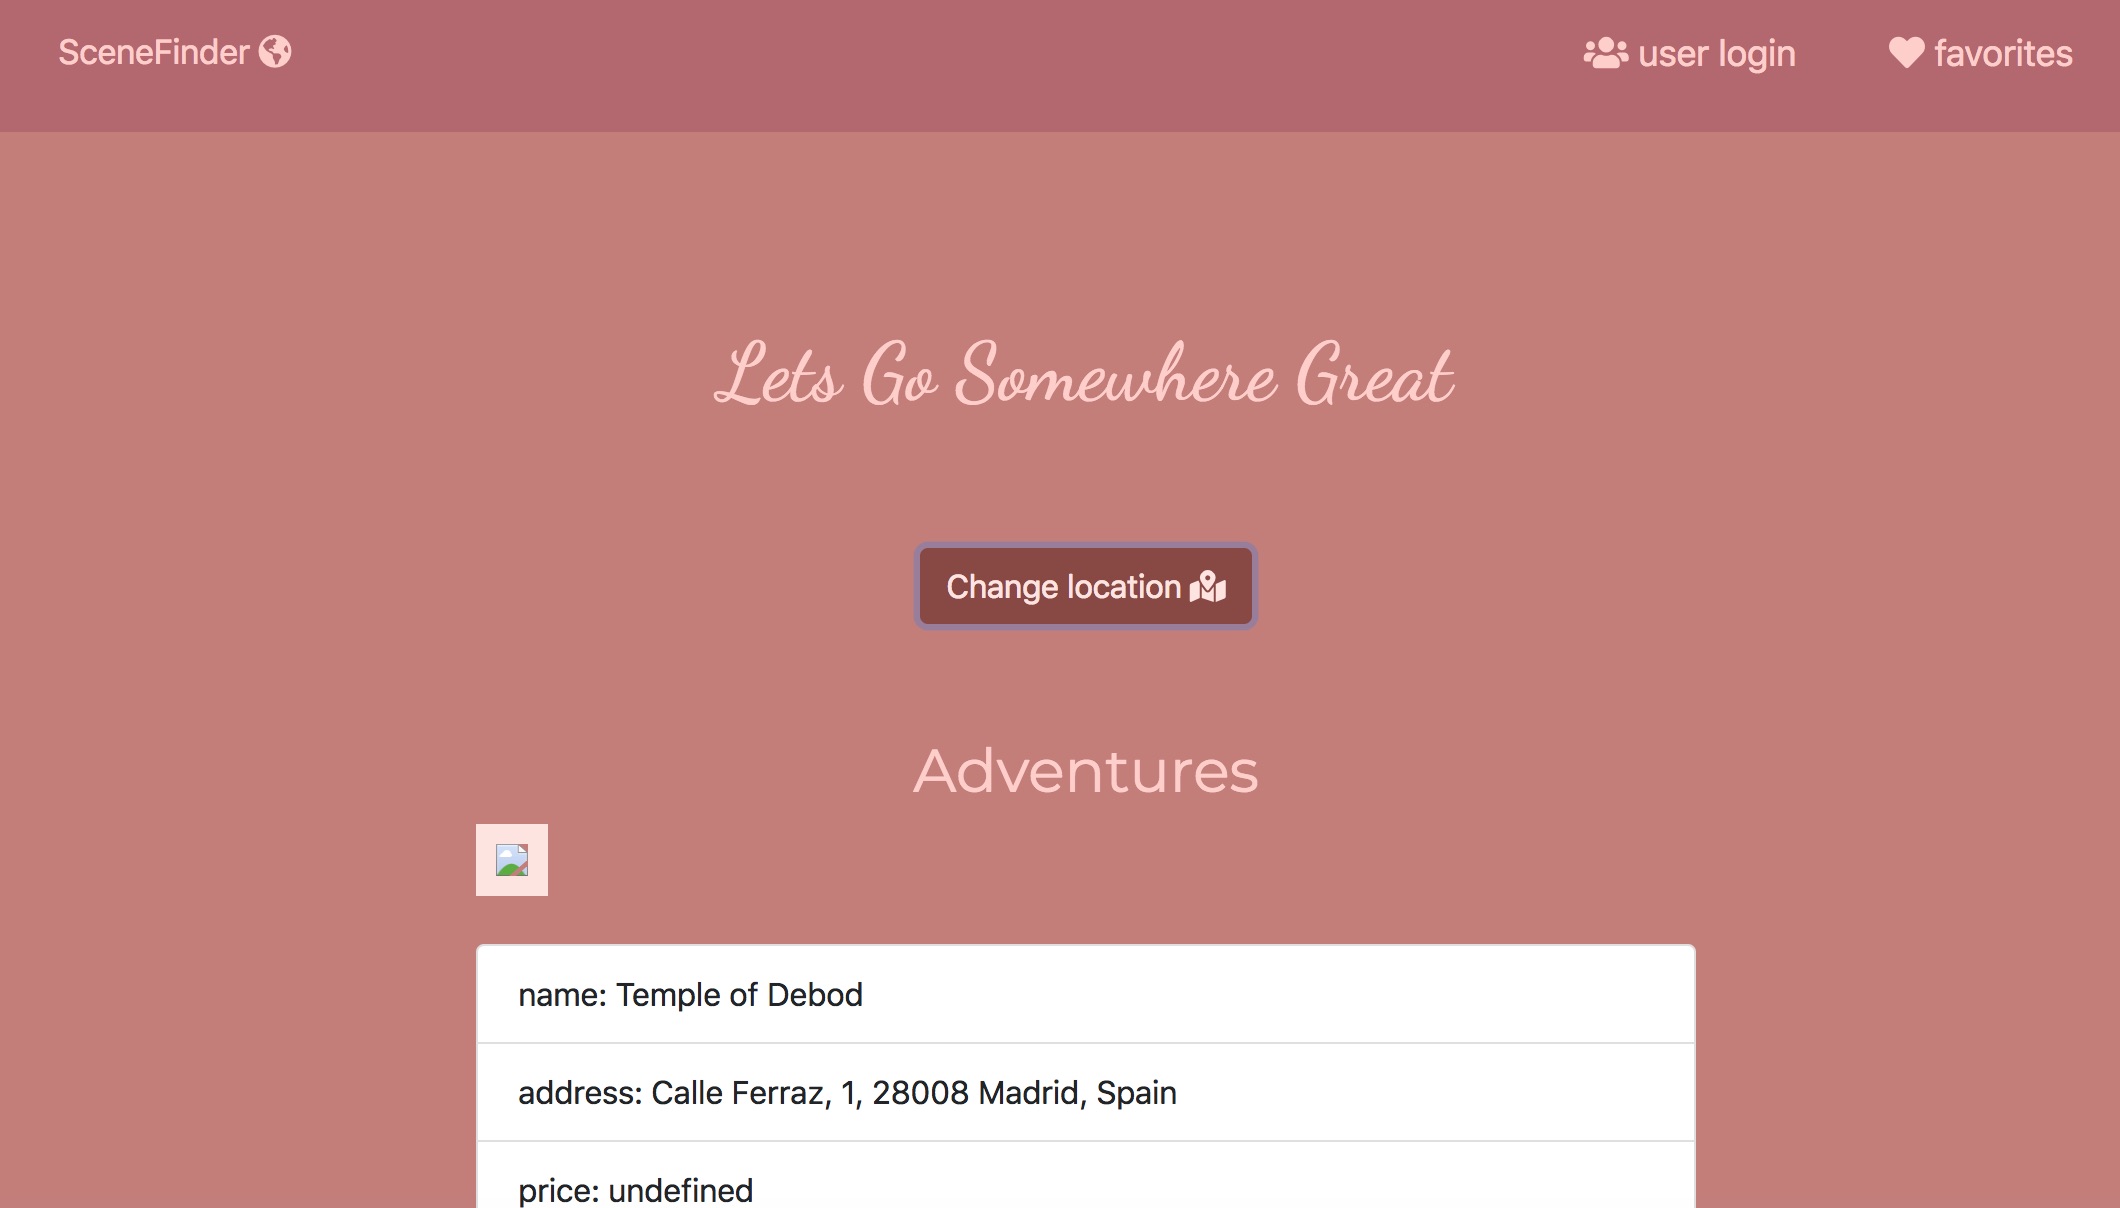 SceneFinder
user login
favorites
Lets Go Somewhere Great
Change location
Adventures
name: Temple of Debod
address: Calle Ferraz, 1, 28008 Madrid, Spain
price: undefined